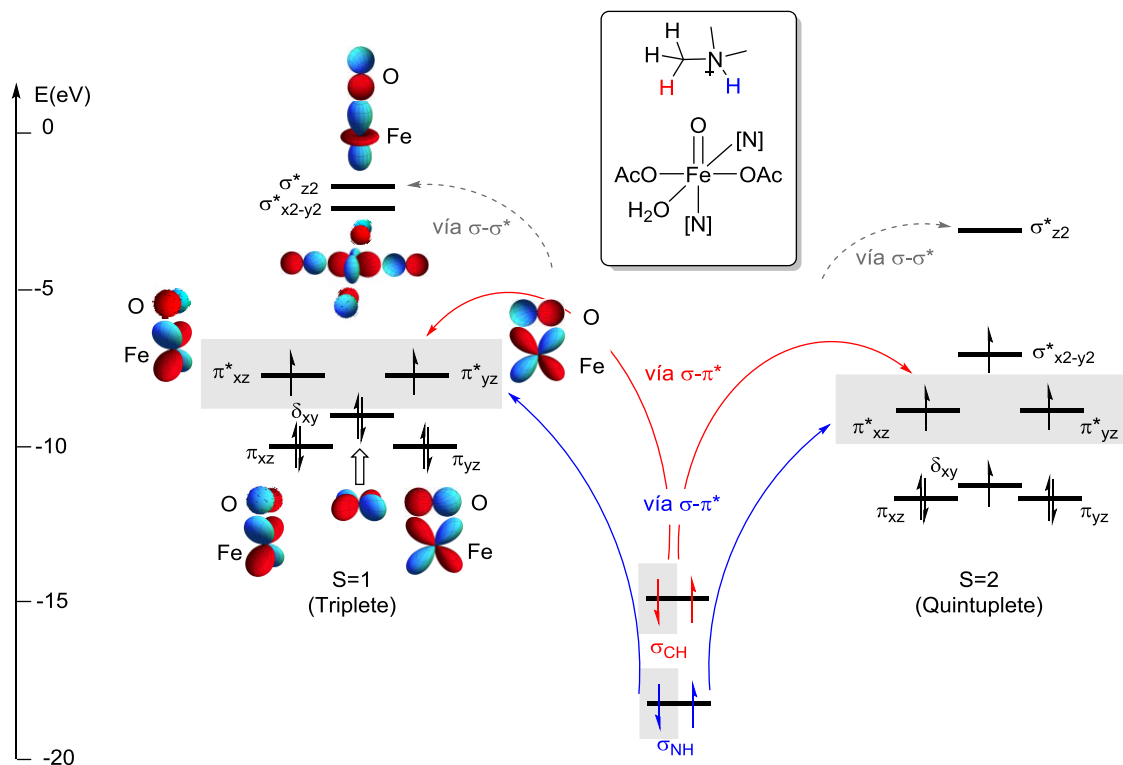 E(eV)
0
-5
-10
-15
-20
O
Fe
σ*z2
σ*x2-y2
vía σ-σ*
O
Fe
π*xz
π*yz
δxy
πxz
πyz
O
Fe
O
Fe
S=1
(Triplete)
H
H
N
+
H
H
O
[N]
AcO
Fe
OAc
H2O
[N]
O
Fe
vía σ-π*
vía σ-π*
σCH
σNH
vía σ-σ*
σ*z2
σ*x2-y2
π*xz
π*yz
δxy
πxz
πyz
S=2
(Quintuplete)